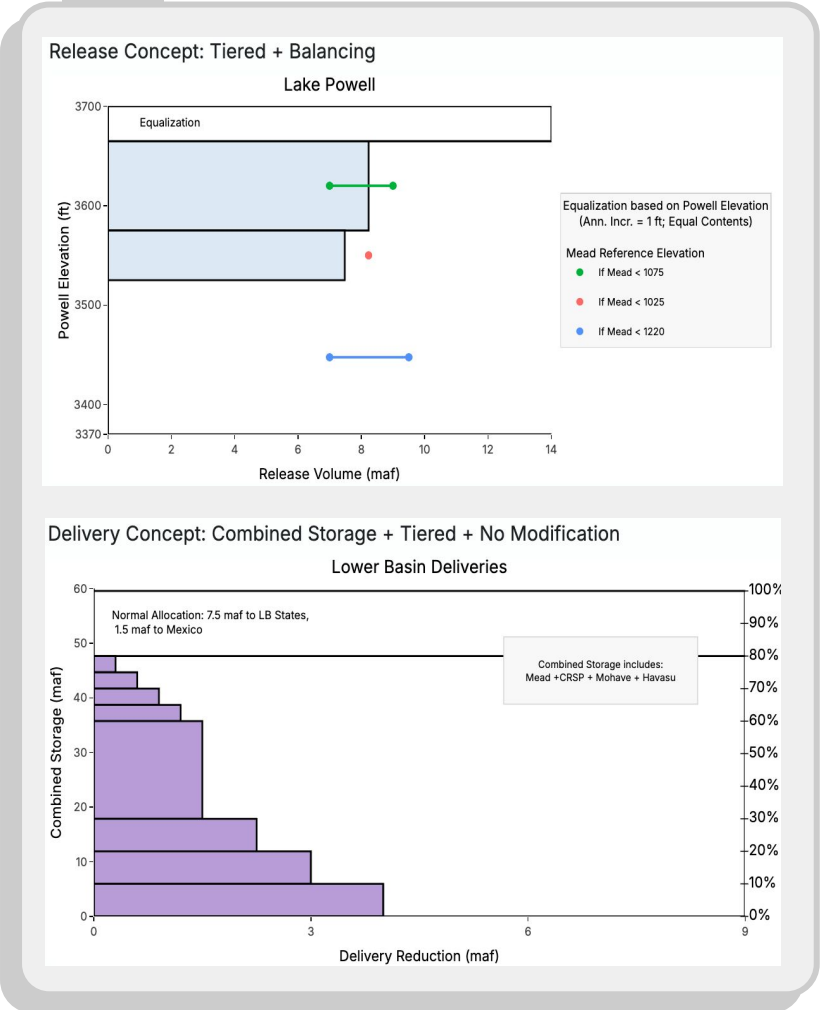 Release Concept: Tiered + Balancing
Lake Powell
3700
Equalization
3600
3500
3400
3370
Powell Elevation (ft)
0 2 4 6 8 10 12 14
Release Volume (maf)
Equalization based on Powell Elevation
(Ann. Incr. = 1 ft; Equal Contents)
Mead Reference Elevation
If Mead < 1075
If Mead < 1025
If Mead < 1220
Delivery Concept: Combined Storage + Tiered + No Modification
Lower Basin Deliveries
60
50
40
30
20
10
0
Combined Storage (maf)
Normal Allocation: 7.5 maf to LB States,
1.5 maf to Mexico
Combined Storage includes:
Mead +CRSP + Mohave + Havasu
100%
90%
80%
70%
60%
50%
40%
30%
20%
10%
0%
0 3 6 9
Delivery Reduction (maf)